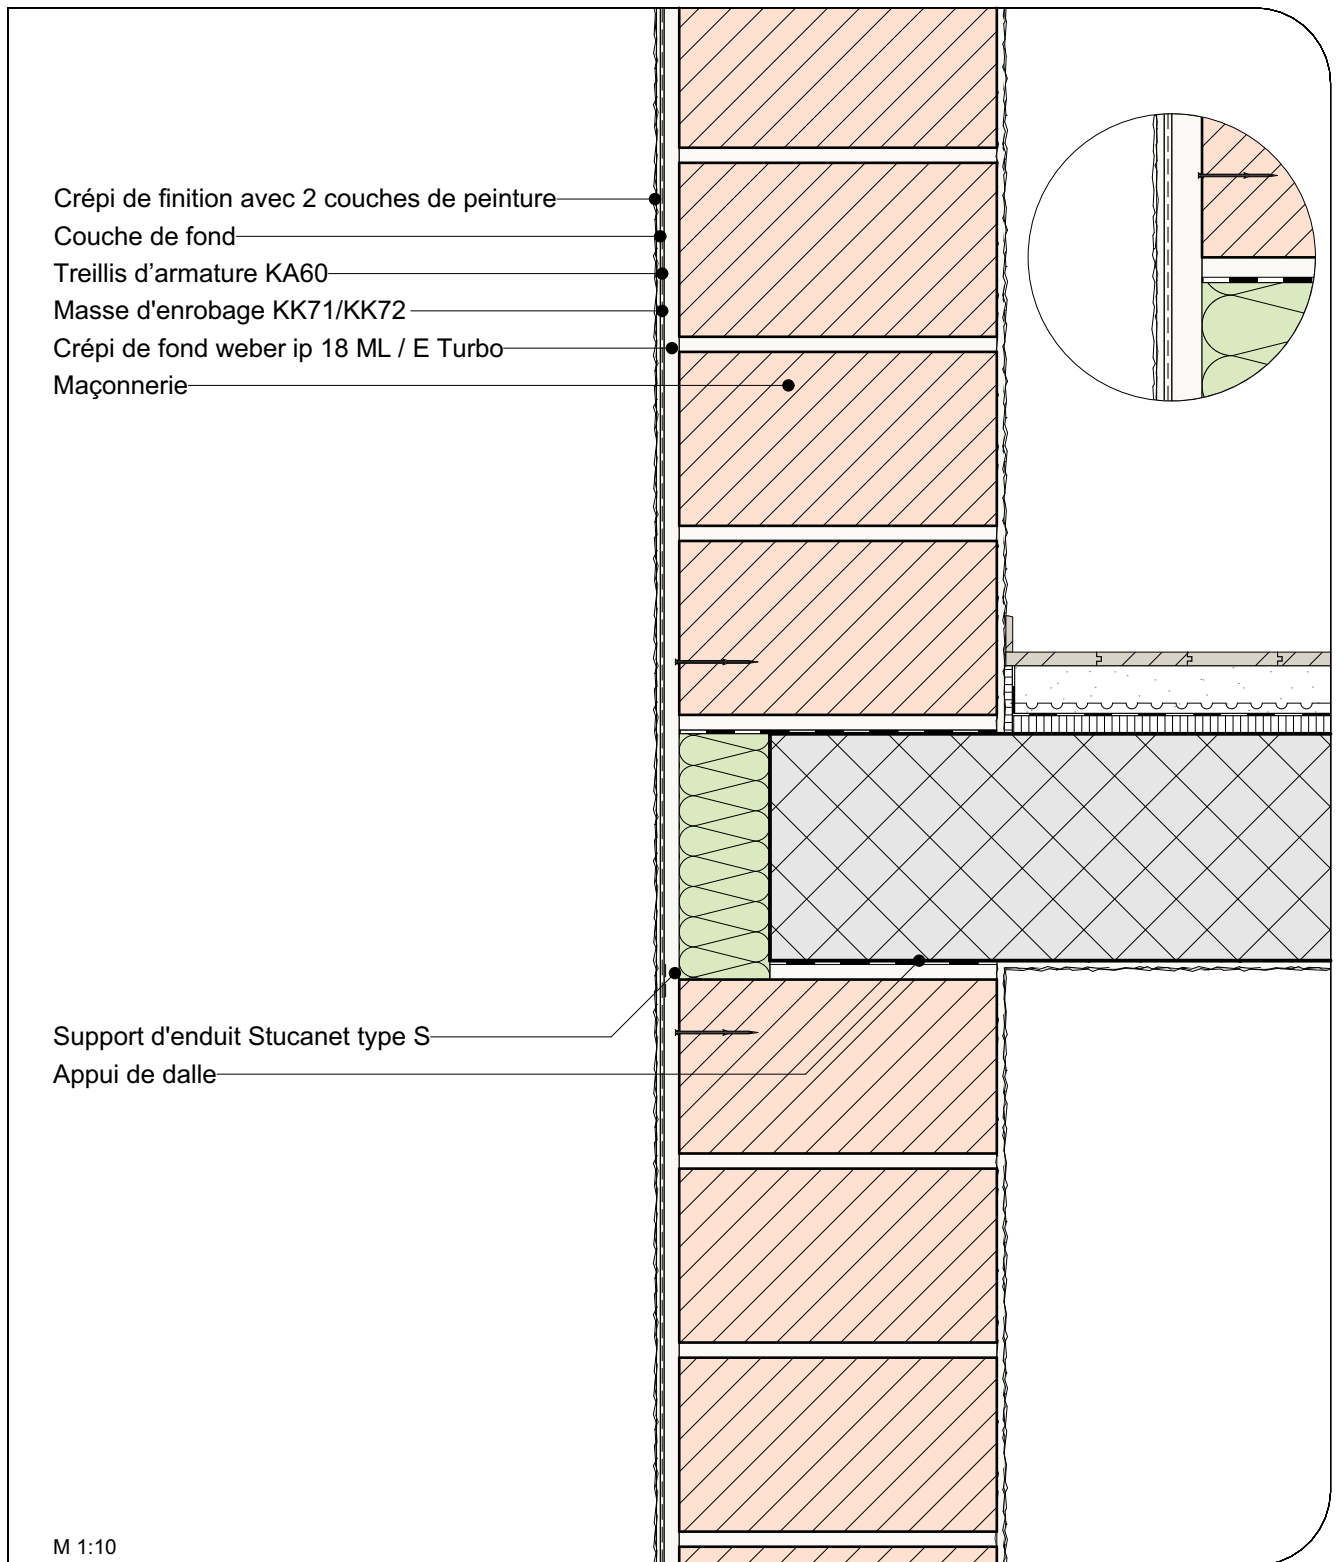 Crépi de finition avec 2 couches de peinture
Couche de fond
Treillis d’armature KA60
Masse d'enrobage KK71/KK72
Crépi de fond weber ip 18 ML / E Turbo
Maçonnerie
Support d'enduit Stucanet type S
Appui de dalle
M 1:10